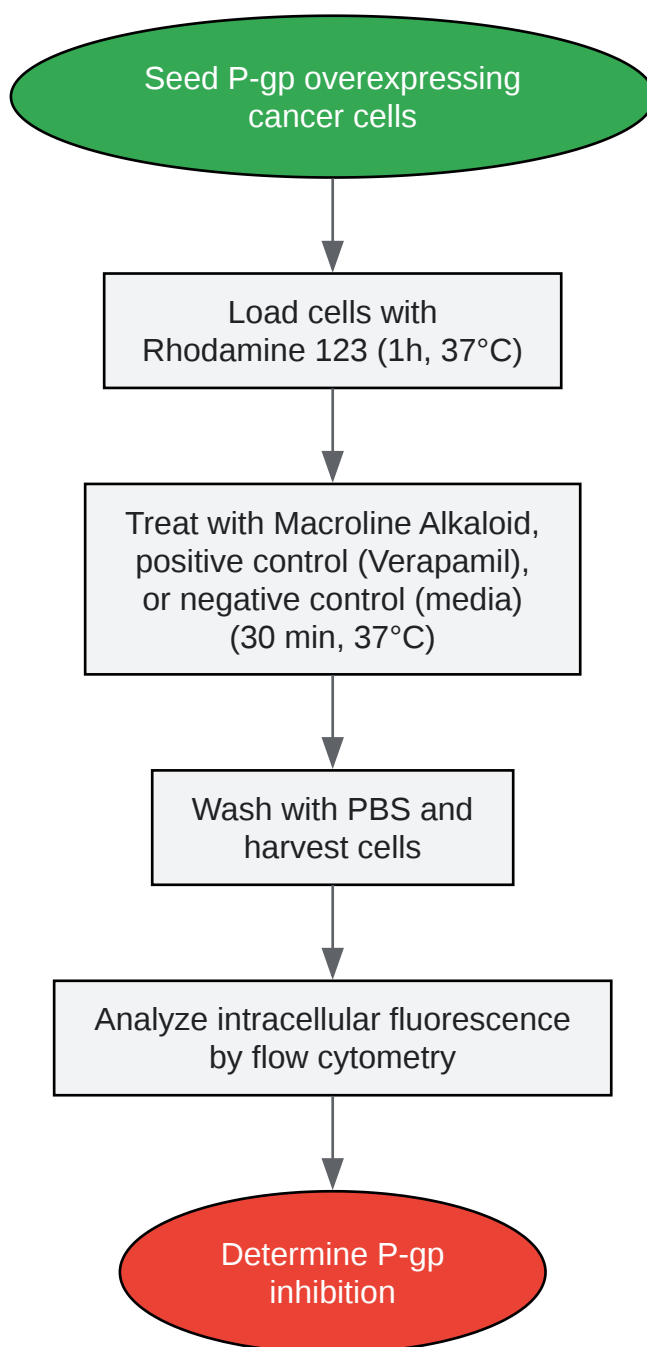 Seed P-gp overexpressing
cancer cells
Load cells with
Rhodamine 123 (1h, 37°C)
Treat with Macroline Alkaloid,
positive control (Verapamil),
or negative control (media)
(30 min, 37°C)
Wash with PBS and
harvest cells
Analyze intracellular fluorescence
by flow cytometry
Determine P-gp
inhibition